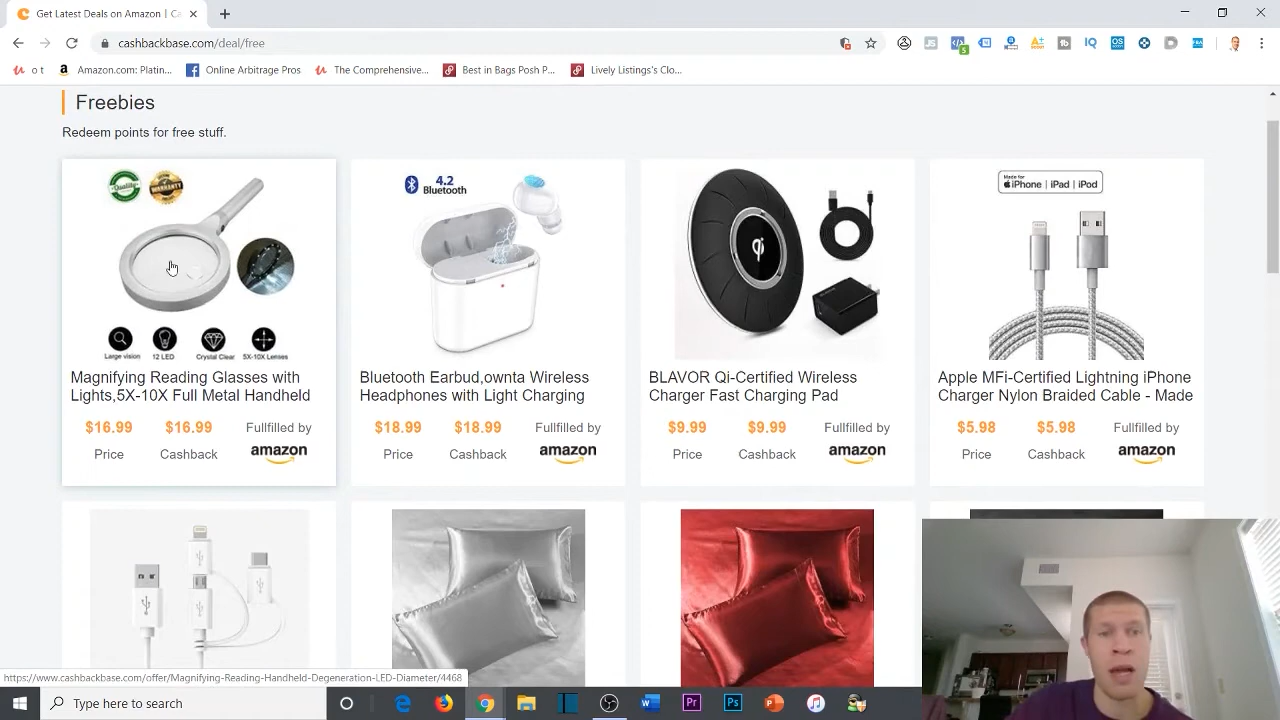 Get Latest Deals on Amazon | Ca
cashbackbase.com/deal/free
o t
Amazon.com: Platin...
Online Arbitrage Pros
The Comprehensive...
Best in Bags Posh P...
Lively Listings's Clo...
Freebies
Redeem points for free stuff.
Quality
WARRANTY
Large vision
12 LED
Crystal Clear
5X-10X Lenses
Magnifying Reading Glasses with
Lights,5X-10X Full Metal Handheld
$16.99 $16.99 Fullfilled by
Price Cashback amazon
4.2
Bluetooth
Bluetooth Earbud,ownta Wireless
Headphones with Light Charging
$18.99 $18.99 Fullfilled by
Price Cashback amazon
BLAVOR Qi-Certified Wireless
Charger Fast Charging Pad
$9.99 $9.99 Fullfilled by
Price Cashback amazon
Made for
iPhone | iPad | iPod
Apple MFi-Certified Lightning iPhone
Charger Nylon Braided Cable - Made
$5.98 $5.98 Fullfilled by
Price Cashback amazon
https://www.cashbackbase.com/offer/Magnifying-Reading-Handheld-Degeneration-LED-Diameter/4468
Type here to search